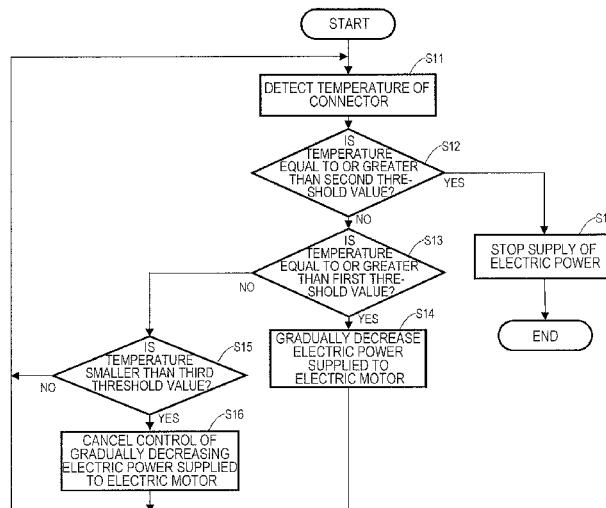 START
S11
DETECT TEMPERATURE OF
CONNECTOR
S12
IS
TEMPERATURE
EQUAL TO OR GREATER
THAN SECOND THRE-
SHOLD VALUE?
YES
NO
S13
IS
TEMPERATURE
EQUAL TO OR GREATER
THAN FIRST THRE-
SHOLD VALUE?
NO
YES
STOP SUPPLY OF
ELECTRIC POWER
END
S14
GRADUALLY DECREASE
ELECTRIC POWER
SUPPLIED TO
ELECTRIC MOTOR
S15
IS
TEMPERATURE
SMALLER THAN THIRD
THRESHOLD VALUE?
NO
YES
S16
CANCEL CONTROL OF
GRADUALLY DECREASING
ELECTRIC POWER SUPPLIED
TO ELECTRIC MOTOR